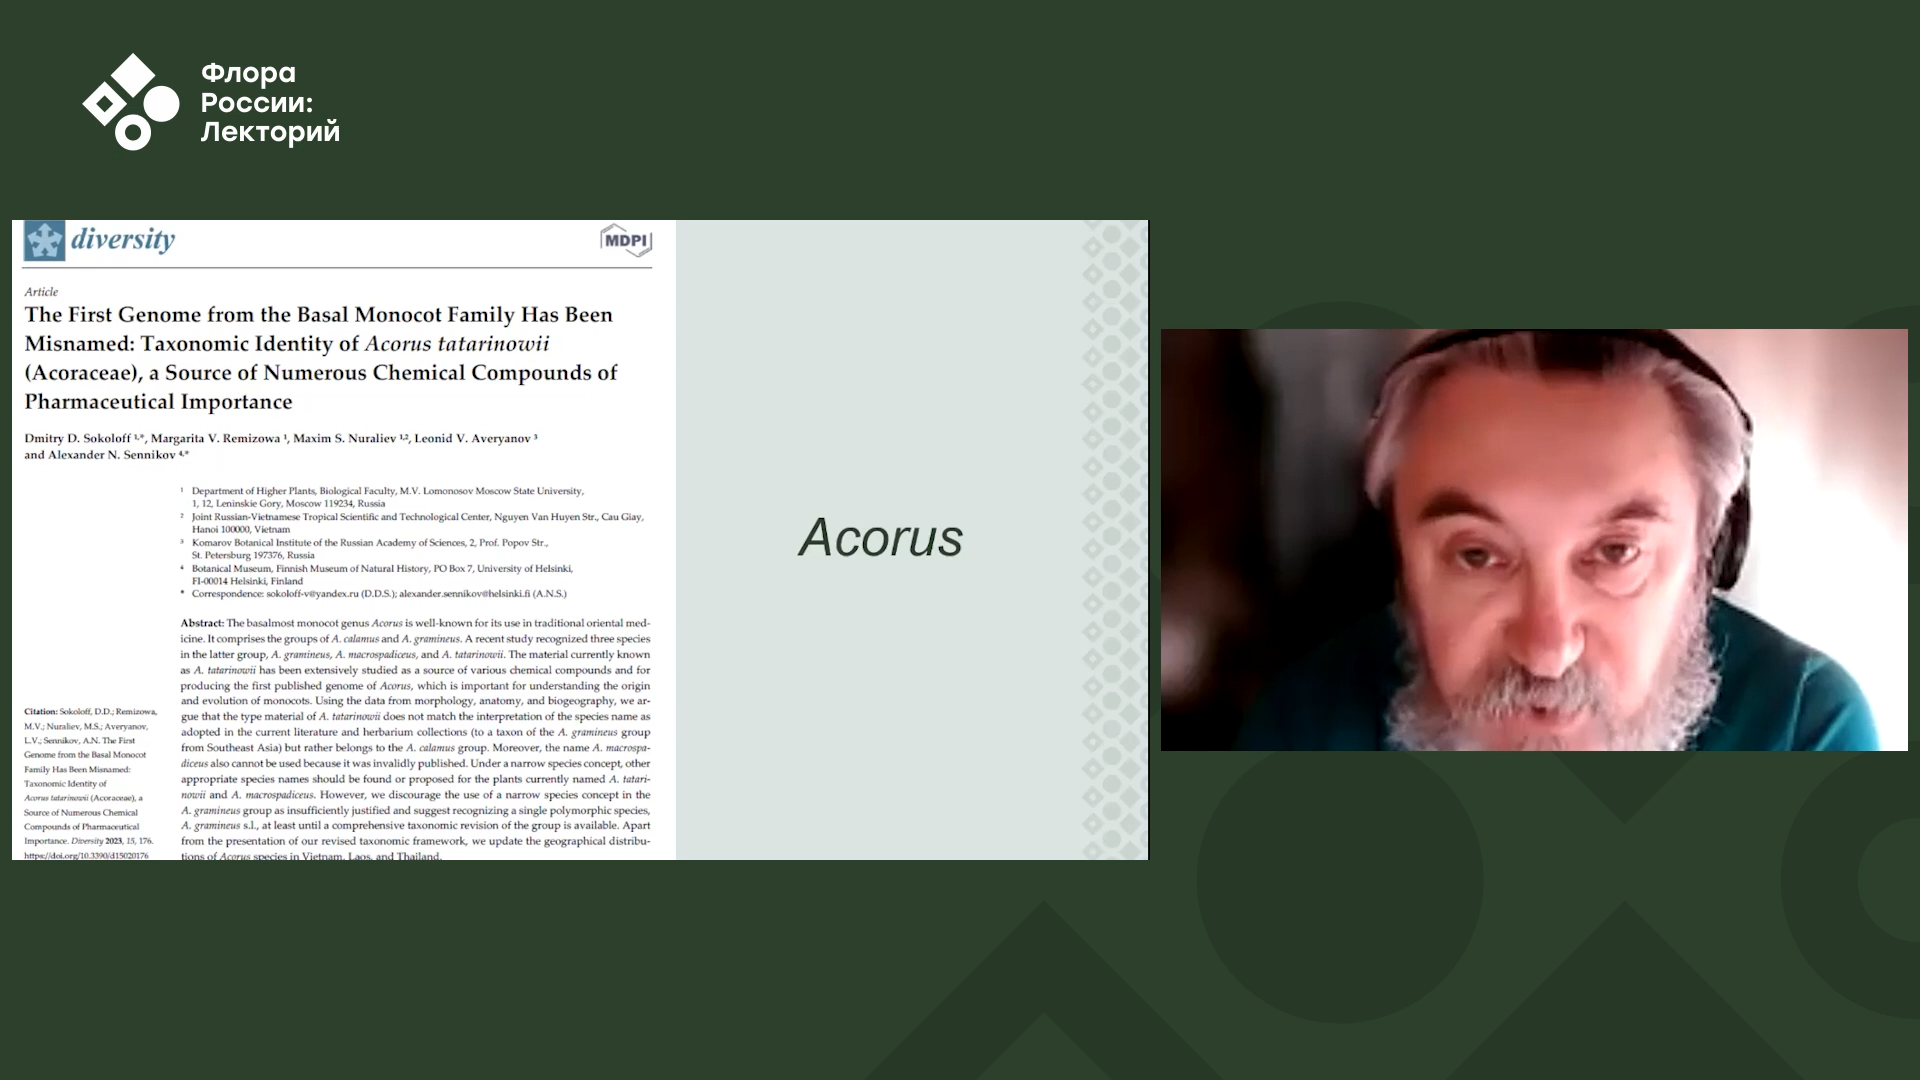 Флора
России:
Лекторий
diversity
MDPI
Article
The First Genome from the Basal Monocot Family Has Been
Misnamed: Taxonomic Identity of Acorus tatarinowii
(Acoraceae), a Source of Numerous Chemical Compounds of
Pharmaceutical Importance
Dmitry D. Sokoloff 1,*, Margarita V. Remizowa 1, Maxim S. Nuraliev 1,2, Leonid V. Averyanov 3
and Alexander N. Sennikov 4,*
1 Department of Higher Plants, Biological Faculty, M.V. Lomonosov Moscow State University,
1, 12, Leninskie Gory, Moscow 119234, Russia
2 Joint Russian-Vietnamese Tropical Scientific and Technological Center, Nguyen Van Huyen Str., Cau Giay,
Hanoi 100000, Vietnam
3 Komarov Botanical Institute of the Russian Academy of Sciences, 2, Prof. Popov Str.,
St. Petersburg 197376, Russia
4 Botanical Museum, Finnish Museum of Natural History, PO Box 7, University of Helsinki,
FI-00014 Helsinki, Finland
* Correspondence: sokoloff-v@yandex.ru (D.D.S.); alexander.sennikov@helsinki.fi (A.N.S.)
Abstract: The basalmost monocot genus Acorus is well-known for its use in traditional oriental med-
icine. It comprises the groups of A. calamus and A. gramineus. A recent study recognized three species
in the latter group, A. gramineus, A. macrospadiceus, and A. tatarinowii. The material currently known
as A. tatarinowii has been extensively studied as a source of various chemical compounds and for
producing the first published genome of Acorus, which is important for understanding the origin
and evolution of monocots. Using the data from morphology, anatomy, and biogeography, we ar-
gue that the type material of A. tatarinowii does not match the interpretation of the species name as
adopted in the current literature and herbarium collections (to a taxon of the A. gramineus group
from Southeast Asia) but rather belongs to the A. calamus group. Moreover, the name A. macrospa-
diceus also cannot be used because it was invalidly published. Under a narrow species concept, other
appropriate species names should be found or proposed for the plants currently named A. tatari-
nowii and A. macrospadiceus. However, we discourage the use of a narrow species concept in the
A. gramineus group as insufficiently justified and suggest recognizing a single polymorphic species,
A. gramineus s.l., at least until a comprehensive taxonomic revision of the group is available. Apart
from the presentation of our revised taxonomic framework, we update the geographical distribu-
tions of Acorus species in Vietnam, Laos, and Thailand.
Citation: Sokoloff, D.D.; Remizowa,
M.V.; Nuraliev, M.S.; Averyanov,
L.V.; Sennikov, A.N. The First
Genome from the Basal Monocot
Family Has Been Misnamed:
Taxonomic Identity of
Acorus tatarinowii (Acoraceae), a
Source of Numerous Chemical
Compounds of Pharmaceutical
Importance. Diversity 2023, 15, 176.
https://doi.org/10.3390/d15020176
Acorus